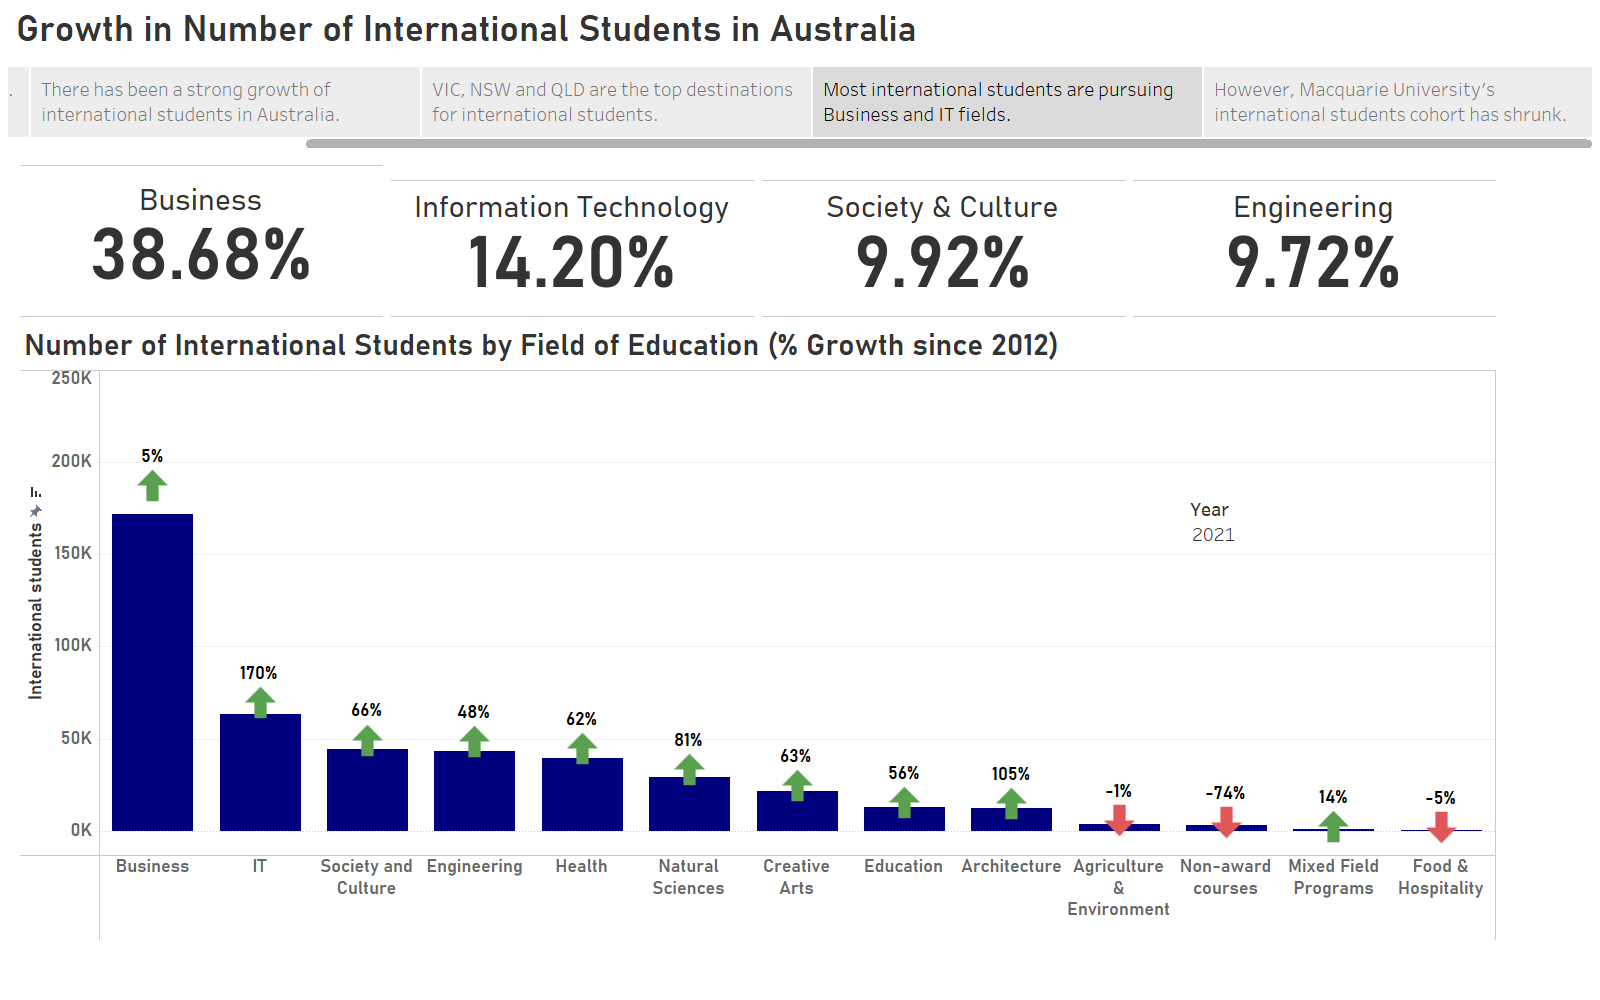 Growth in Number of International Students in Australia
.
There has been a strong growth of
international students in Australia.
VIC, NSW and QLD are the top destinations
for international students.
Most international students are pursuing
Business and IT fields.
However, Macquarie University's
international students cohort has shrunk.
Business
38.68%
Information Technology
14.20%
Society & Culture
9.92%
Engineering
9.72%
Number of International Students by Field of Education (% Growth since 2012)
International students
250K
200K
150K
100K
50K
0K
5%
170%
66%
48%
62%
81%
63%
56%
105%
-1%
-74%
14%
-5%
Year
2021
Business
IT
Society and
Culture
Engineering
Health
Natural
Sciences
Creative
Arts
Education
Architecture
Agriculture
&
Environment
Non-award
courses
Mixed Field
Programs
Food &
Hospitality